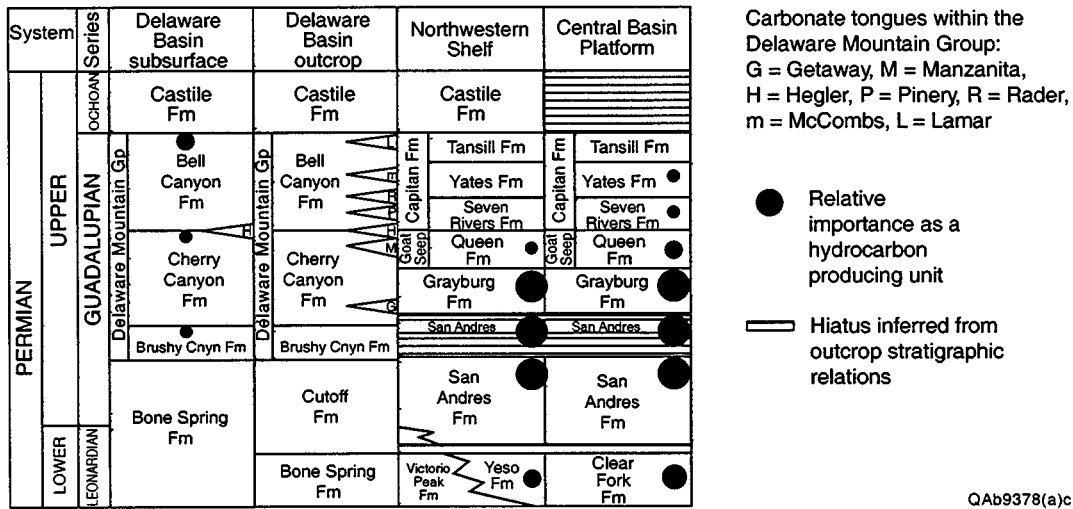 System
Series
Delaware
Basin
subsurface
Delaware
Basin
outcrop
Northwestern
Shelf
Central Basin
Platform
PERMIAN
UPPER
LOWER
OCHOAN
GUADALUPIAN
LEONARDIAN
Castile
Fm
Delaware Mountain Gp
Bell
Canyon
Fm
H
Cherry
Canyon
Fm
Brushy Cnyn Fm
Bone Spring
Fm
Castile
Fm
Delaware Mountain Gp
Bell
Canyon
Fm
Cherry
Canyon
Fm
M
G
Brushy Cnyn Fm
Cutoff
Fm
Bone Spring
Fm
Castile
Fm
Capitan Fm
Tansill Fm
Yates Fm
Seven
Rivers Fm
Goat
Seep
Queen
Fm
Grayburg
Fm
San Andres
San
Andres
Fm
Victorio
Peak
Fm
Yeso
Fm
Capitan Fm
Tansill Fm
Yates Fm
Seven
Rivers Fm
Goat
Seep
Queen
Fm
Grayburg
Fm
San Andres
San
Andres
Fm
Clear
Fork
Fm
Carbonate tongues within the
Delaware Mountain Group:
G = Getaway, M = Manzanita,
H = Hegler, P = Pinery, R = Rader,
m = McCombs, L = Lamar
Relative
importance as a
hydrocarbon
producing unit
Hiatus inferred from
outcrop stratigraphic
relations
QAb9378(a)c